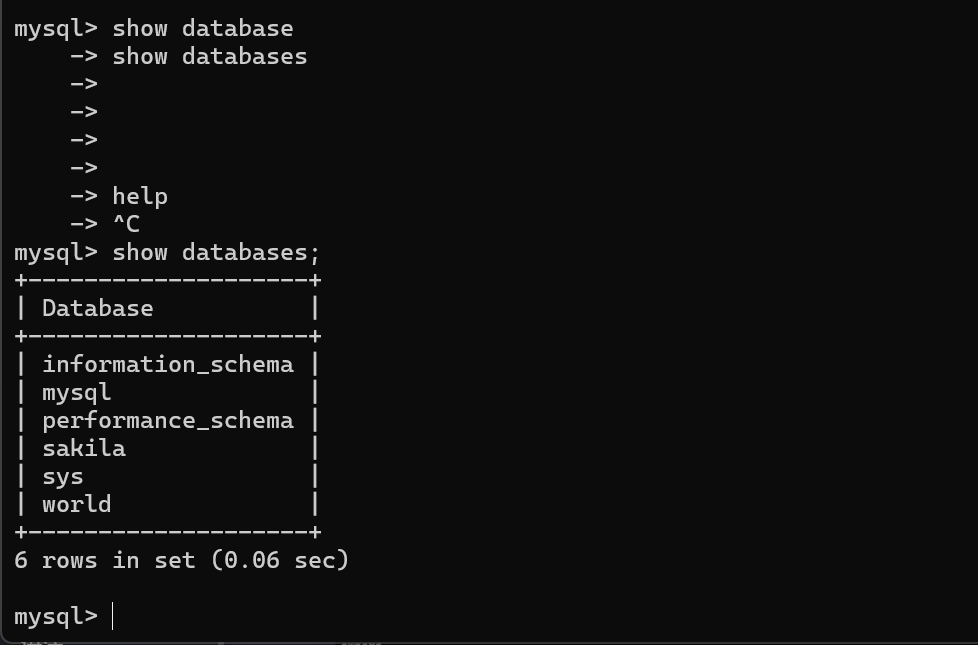 mysql> show database
    -> show databases
    ->
    ->
    ->
    ->
    -> help
    -> ^C
mysql> show databases;
+--------------------+
| Database           |
+--------------------+
| information_schema |
| mysql              |
| performance_schema |
| sakila             |
| sys                |
| world              |
+--------------------+
6 rows in set (0.06 sec)

mysql>